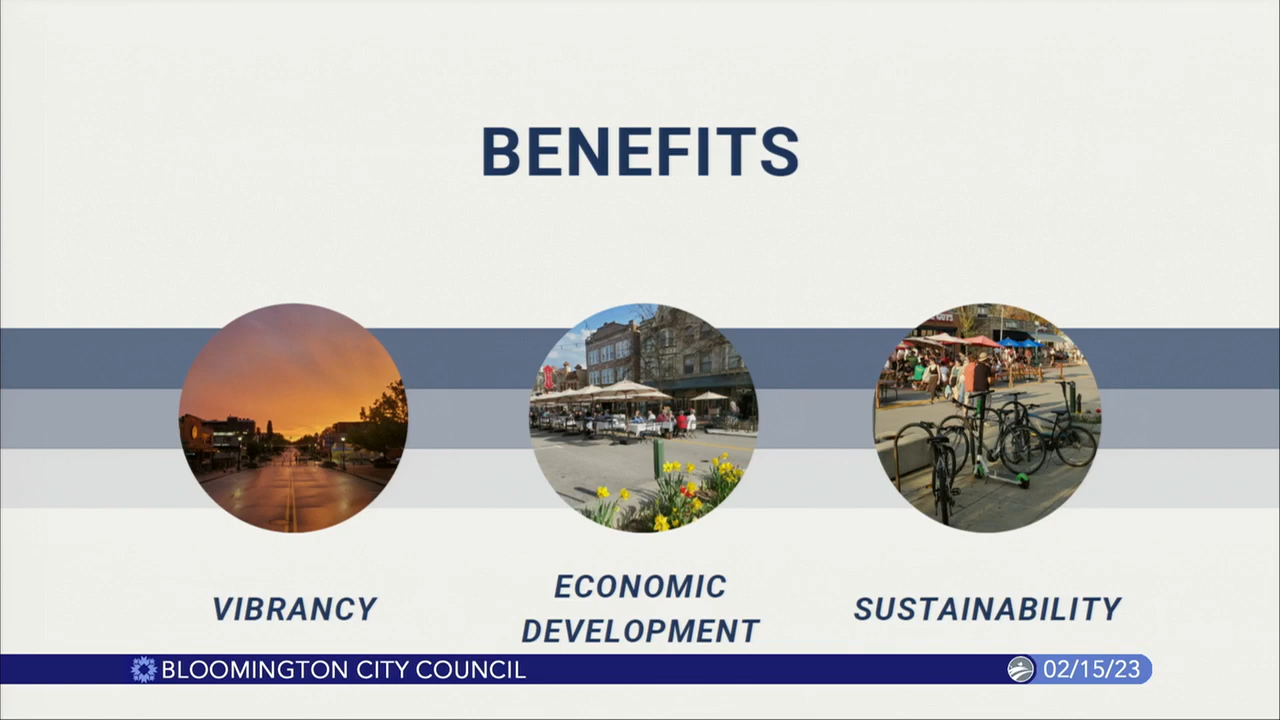 BENEFITS
VIBRANCY
ECONOMIC
DEVELOPMENT
SUSTAINABILITY
BLOOMINGTON CITY COUNCIL
02/15/23